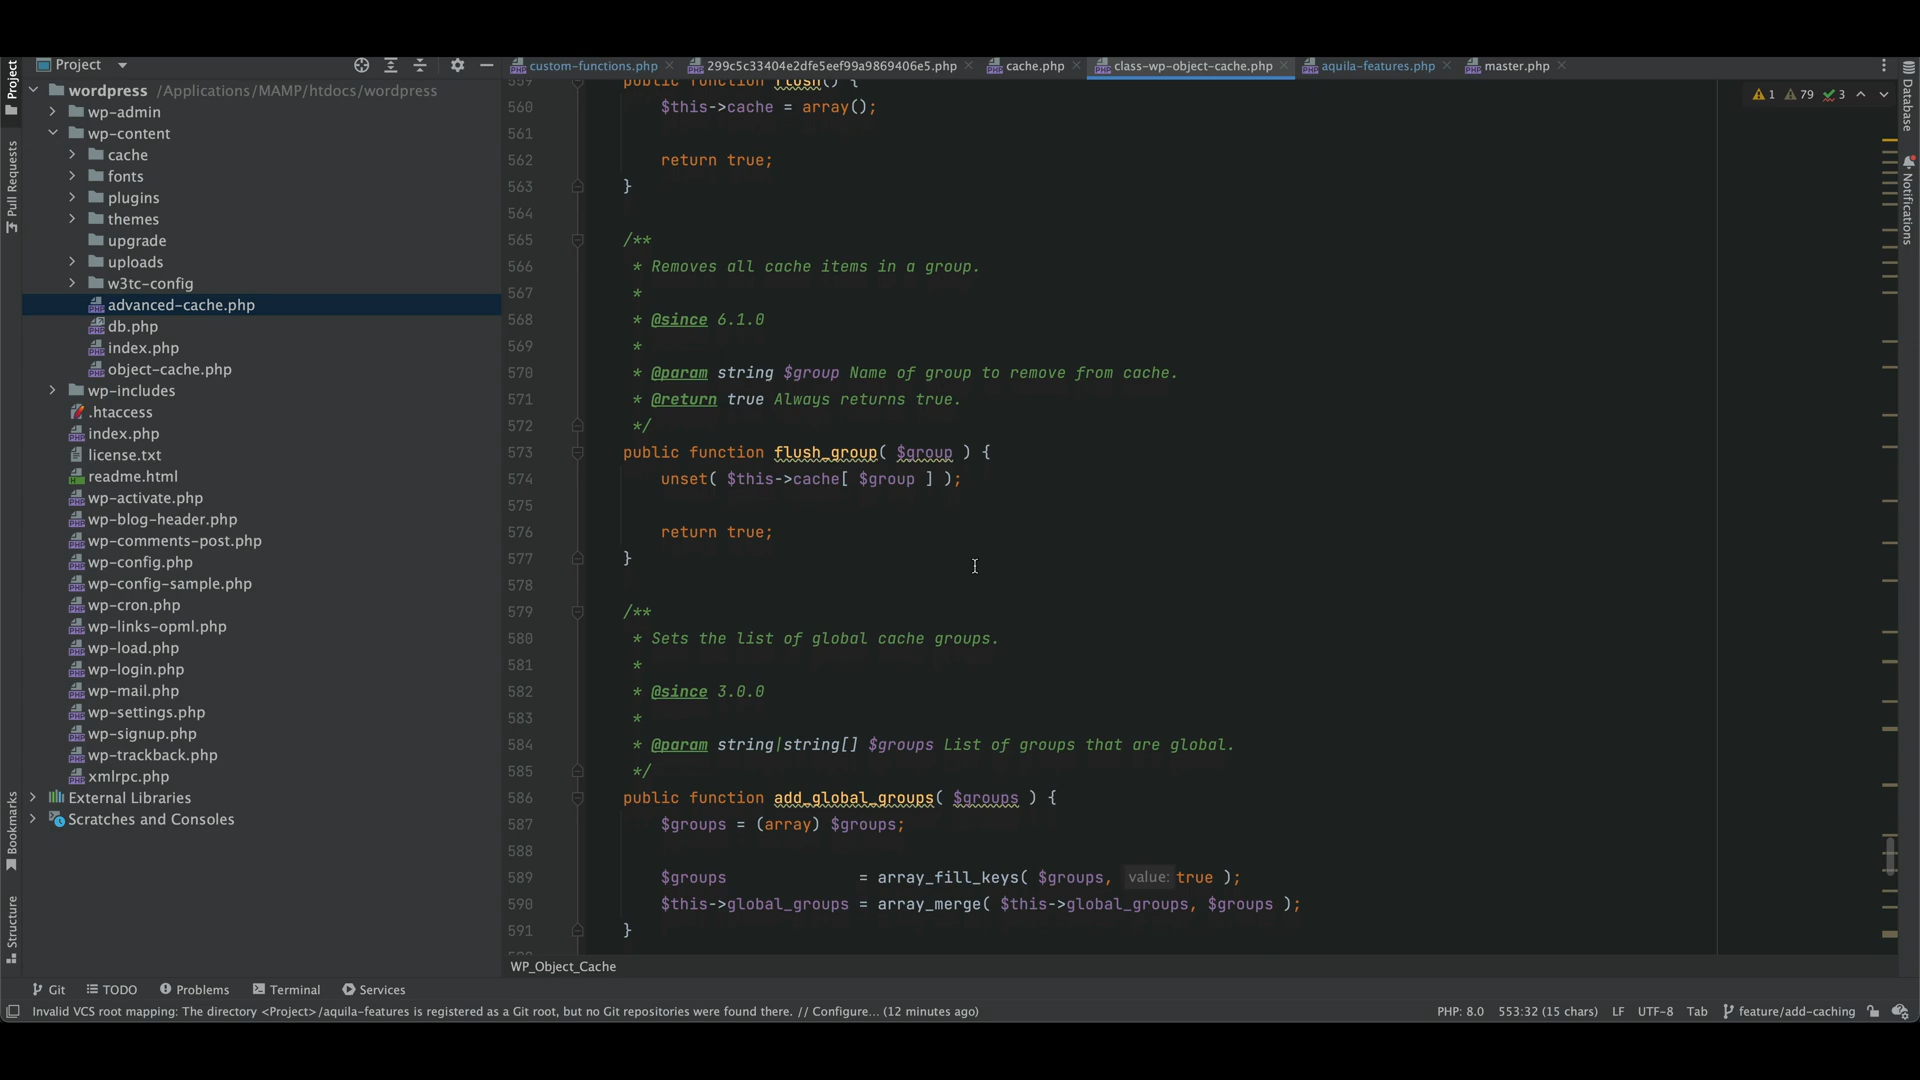 Project
custom-functions.php
299c5c33404e2dfe5eef99a9869406e5.php
cache.php
class-wp-object-cache.php
aquila-features.php
master.php
Project
Pull Requests
Bookmarks
Structure
wordpress /Applications/MAMP/htdocs/wordpress
wp-admin
wp-content
cache
fonts
plugins
themes
upgrade
uploads
w3tc-config
advanced-cache.php
db.php
index.php
object-cache.php
wp-includes
.htaccess
index.php
license.txt
readme.html
wp-activate.php
wp-blog-header.php
wp-comments-post.php
wp-config.php
wp-config-sample.php
wp-cron.php
wp-links-opml.php
wp-load.php
wp-login.php
wp-mail.php
wp-settings.php
wp-signup.php
wp-trackback.php
xmlrpc.php
External Libraries
Scratches and Consoles
559 public function flush() {
560 $this->cache = array();
561
562 return true;
563 }
564
565 /**
566 * Removes all cache items in a group.
567 *
568 * @since 6.1.0
569 *
570 * @param string $group Name of group to remove from cache.
571 * @return true Always returns true.
572 */
573 public function flush_group( $group ) {
574 unset( $this->cache[ $group ] );
575
576 return true;
577 }
578
579 /**
580 * Sets the list of global cache groups.
581 *
582 * @since 3.0.0
583 *
584 * @param string|string[] $groups List of groups that are global.
585 */
586 public function add_global_groups( $groups ) {
587 $groups = (array) $groups;
588
589 $groups = array_fill_keys( $groups, value: true );
590 $this->global_groups = array_merge( $this->global_groups, $groups );
591 }
1 79 3
Database
Notifications
WP_Object_Cache
Git TODO Problems Terminal Services
Invalid VCS root mapping: The directory <Project>/aquila-features is registered as a Git root, but no Git repositories were found there. // Configure... (12 minutes ago)
PHP: 8.0 553:32 (15 chars) LF UTF-8 Tab feature/add-caching